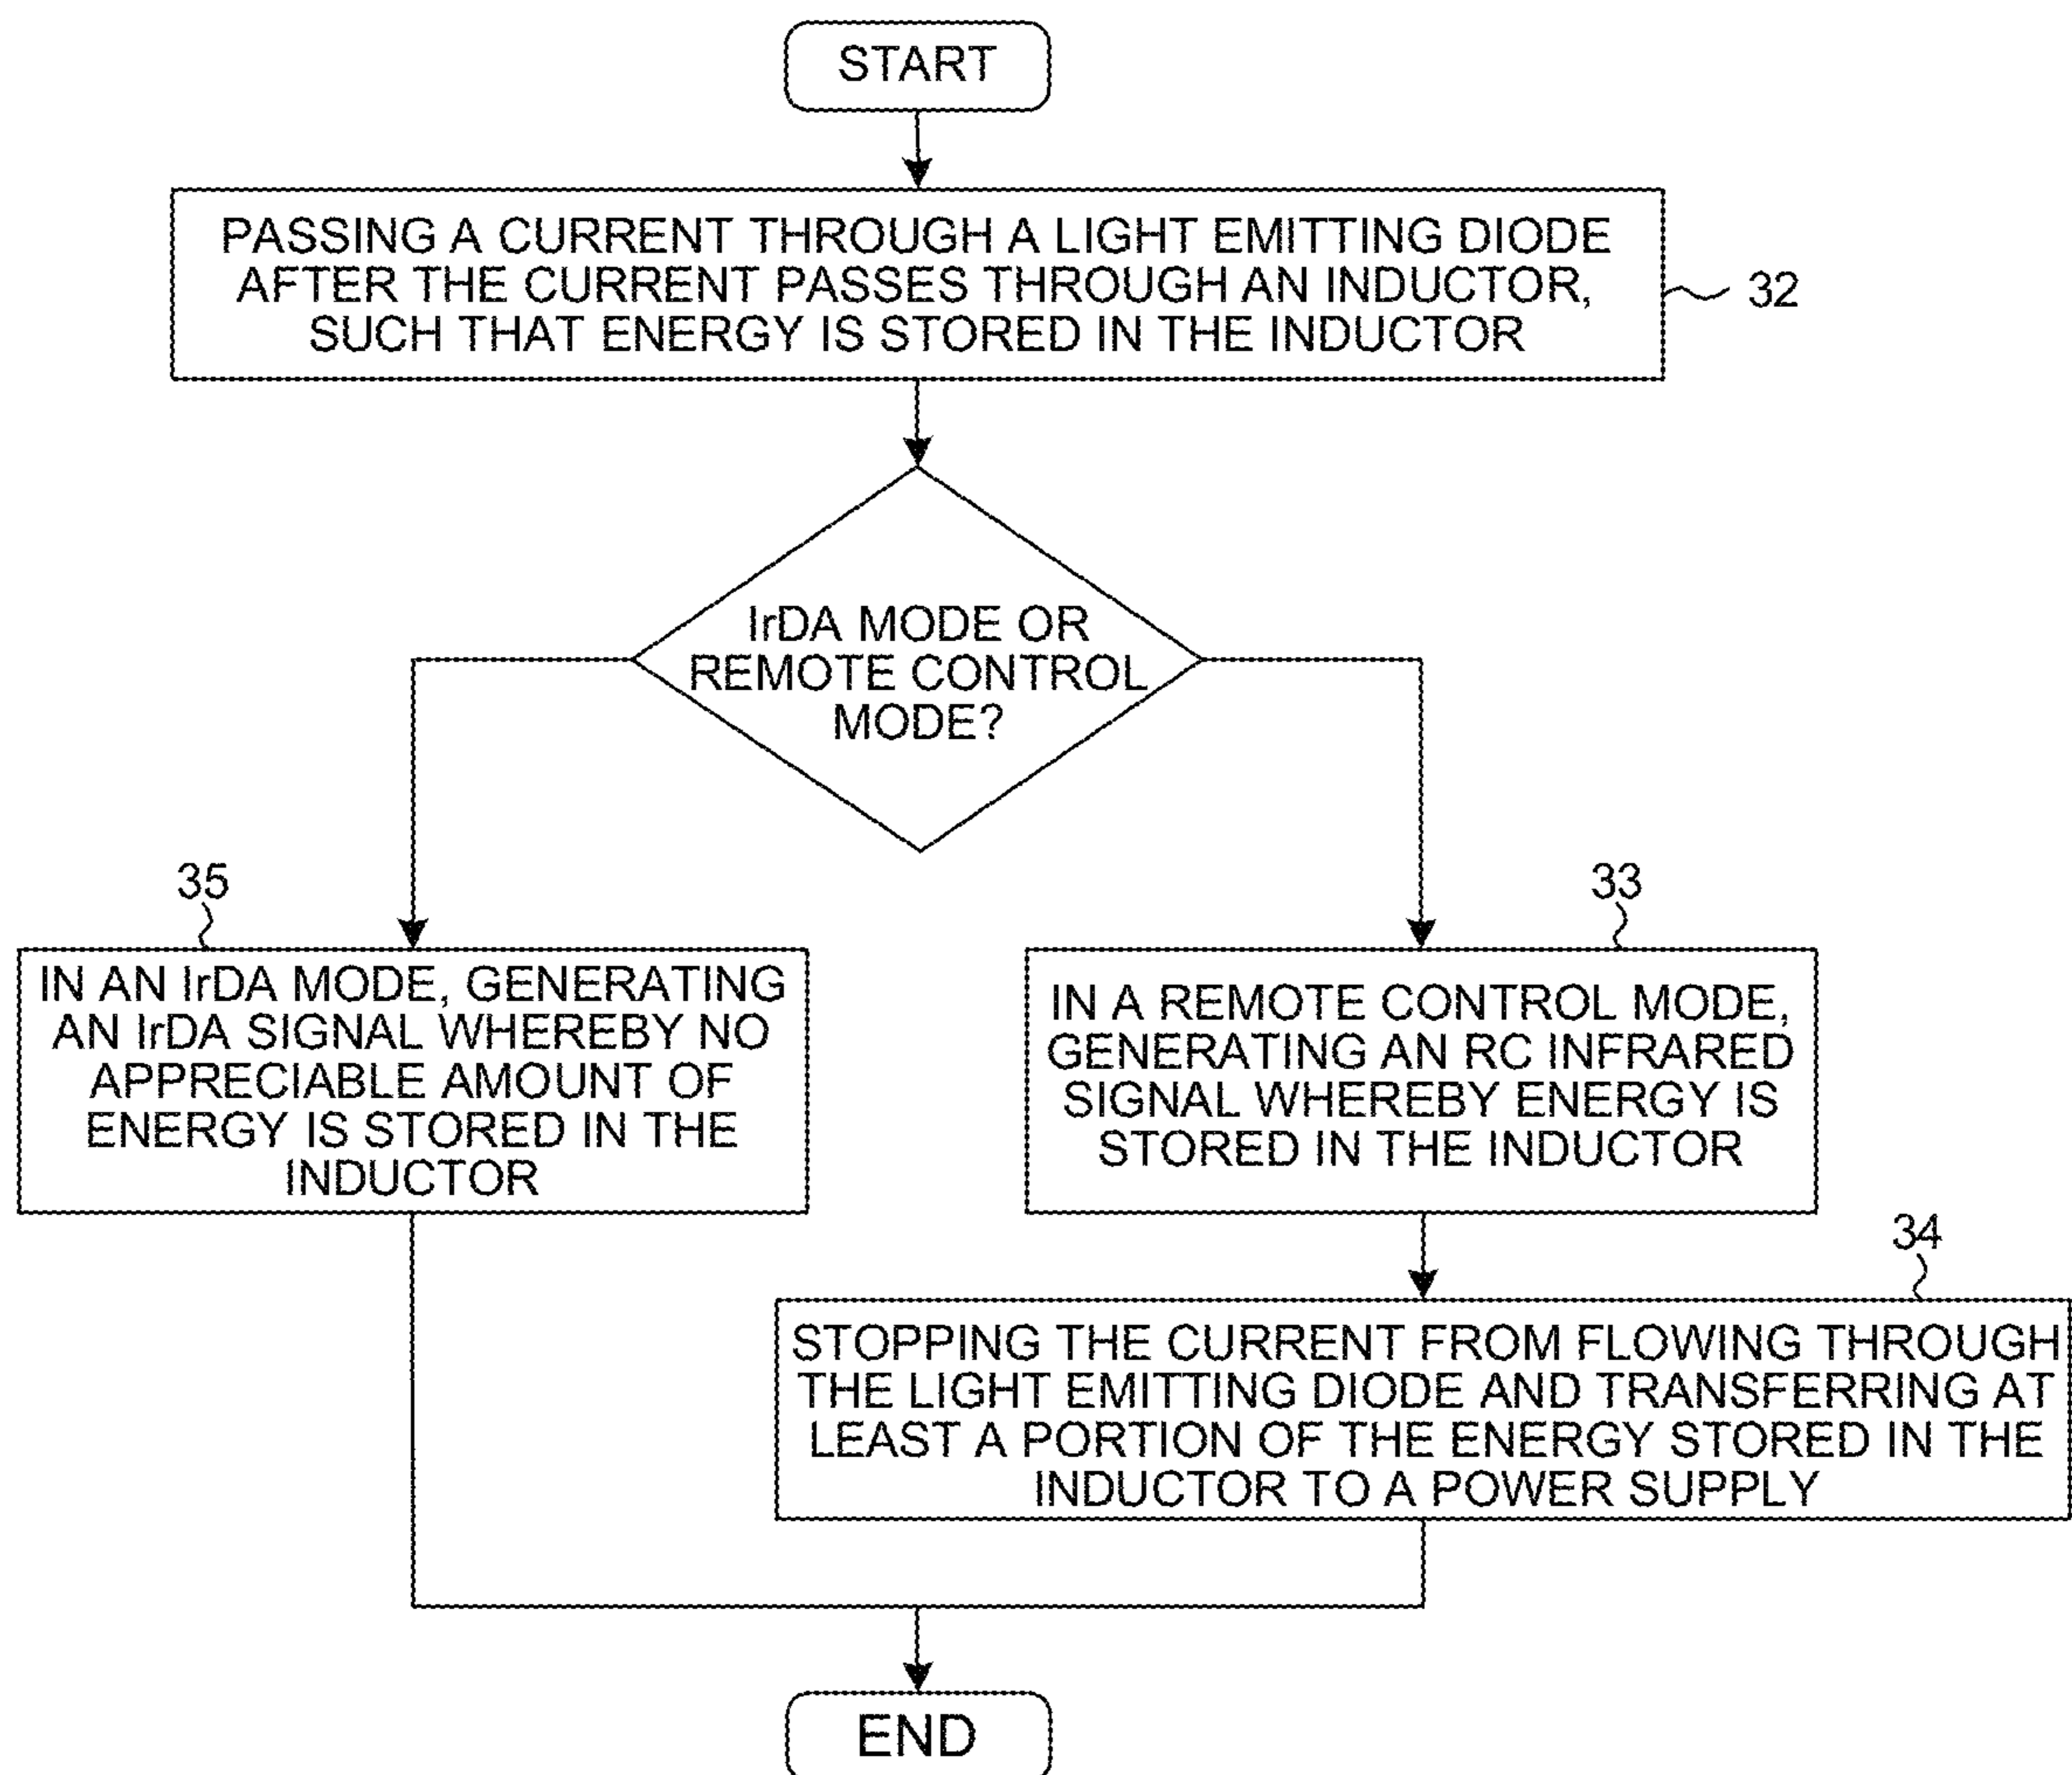 START
PASSING A CURRENT THROUGH A LIGHT EMITTING DIODE
AFTER THE CURRENT PASSES THROUGH AN INDUCTOR,
SUCH THAT ENERGY IS STORED IN THE INDUCTOR
32
IrDA MODE OR
REMOTE CONTROL
MODE?
35
IN AN IrDA MODE, GENERATING
AN IrDA SIGNAL WHEREBY NO
APPRECIABLE AMOUNT OF
ENERGY IS STORED IN THE
INDUCTOR
33
IN A REMOTE CONTROL MODE,
GENERATING AN RC INFRARED
SIGNAL WHEREBY ENERGY IS
STORED IN THE INDUCTOR
34
STOPPING THE CURRENT FROM FLOWING THROUGH
THE LIGHT EMITTING DIODE AND TRANSFERRING AT
LEAST A PORTION OF THE ENERGY STORED IN THE
INDUCTOR TO A POWER SUPPLY
END